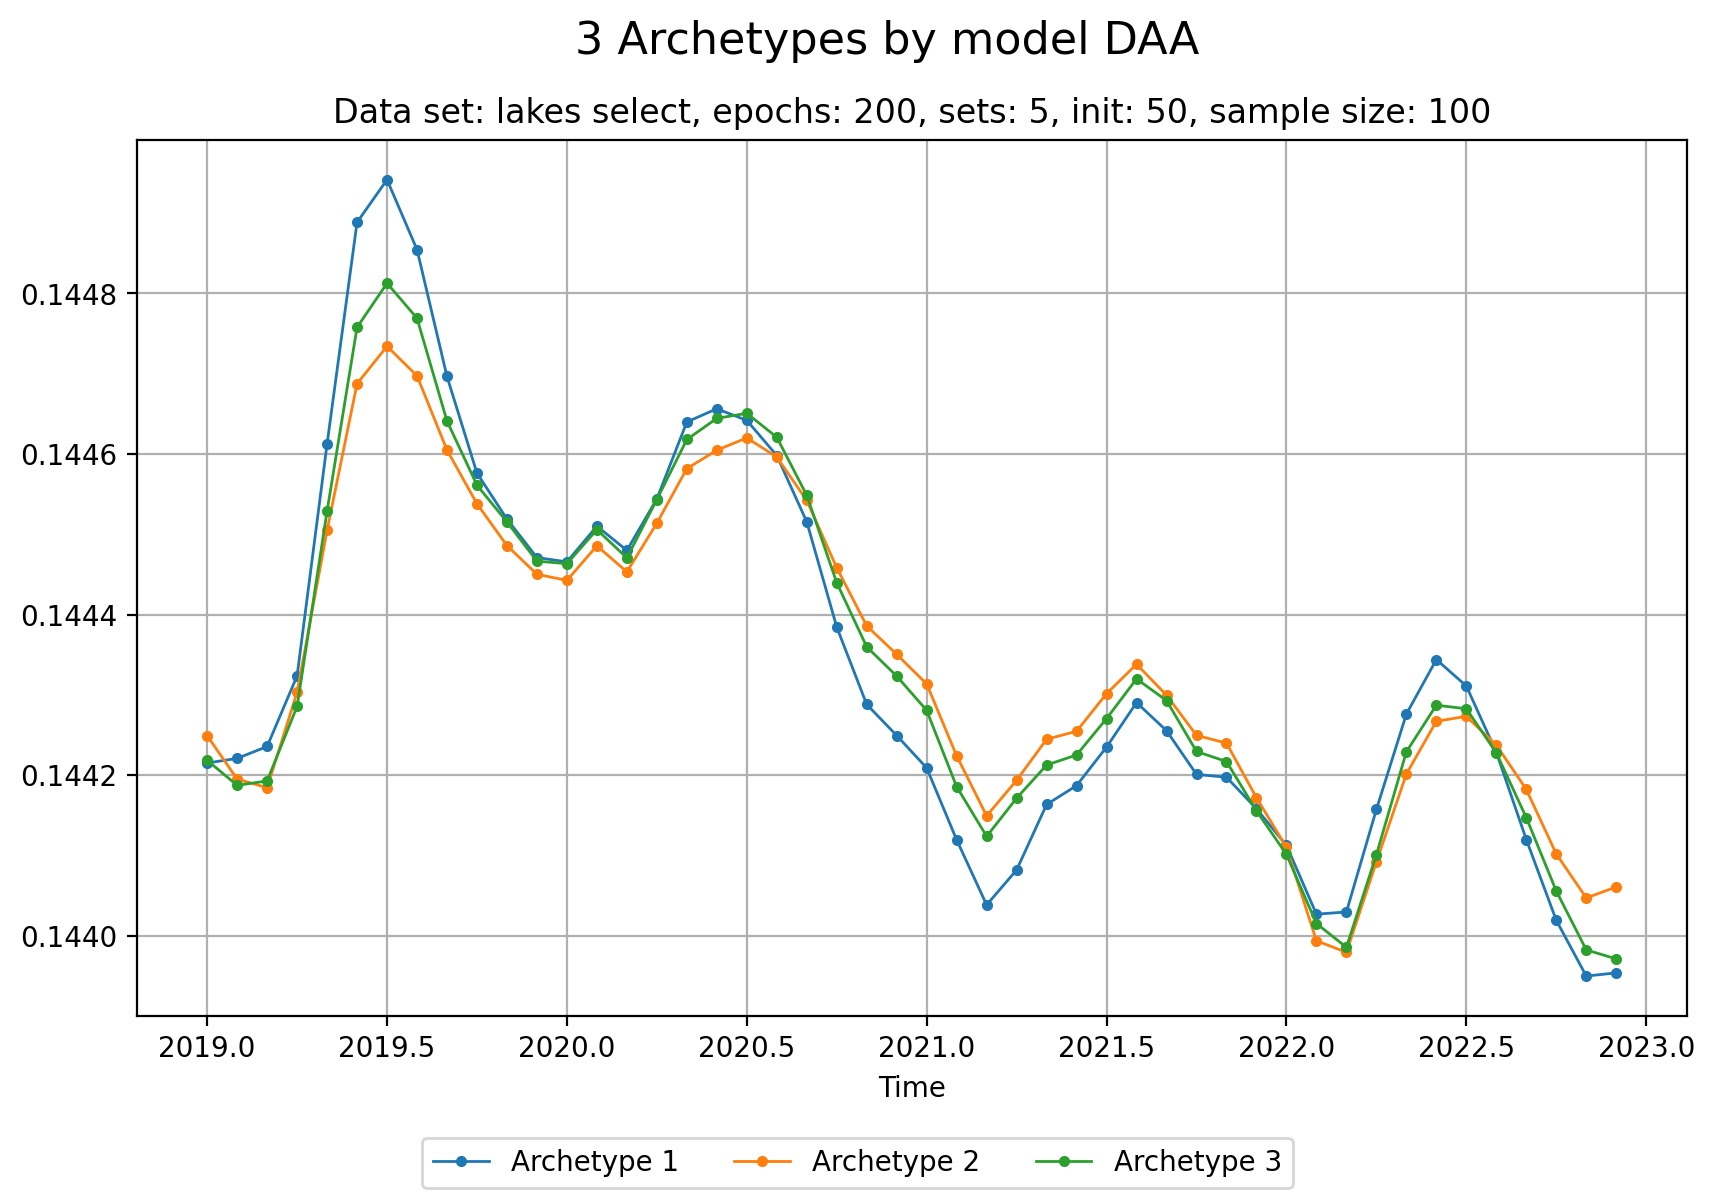 3 Archetypes by model DAA
Data set: lakes select, epochs: 200, sets: 5, init: 50, sample size: 100
0.1448
0.1446
0.1444
0.1442
0.1440
2019.0 2019.5 2020.0 2020.5 2021.0 2021.5 2022.0 2022.5 2023.0
Time
Archetype 1 Archetype 2 Archetype 3